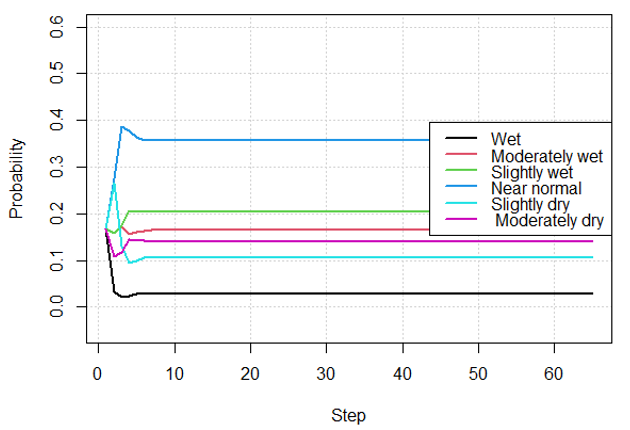 0.6
0.5
0.4
0.3
0.2
0.1
0.0
Probability
Wet
Moderately wet
Slightly wet
Near normal
Slightly dry
Moderately dry
0 10 20 30 40 50 60
Step